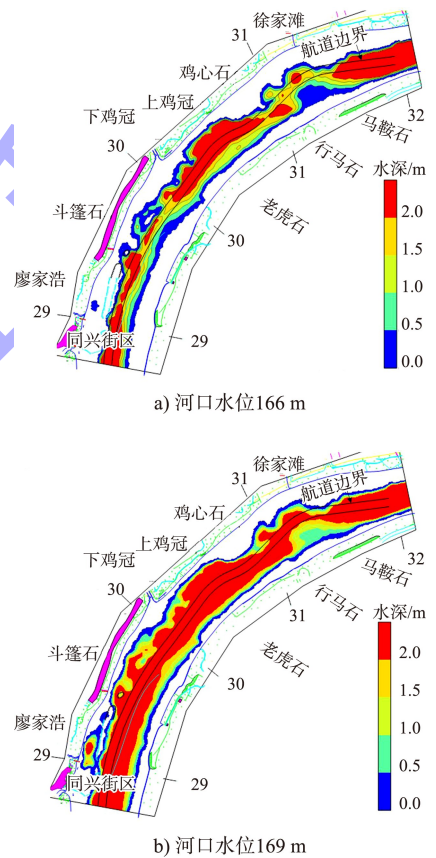 徐家滩
31
航道边界
鸡心石
上鸡冠
下鸡冠
32
马鞍石
30
行马石
31
水深/m
斗篷石
老虎石
2.0
30
1.5
廖家浩
1.0
29
同兴街区
29
0.5
0.0
a) 河口水位166 m
徐家滩
31
航道边界
鸡心石
上鸡冠
下鸡冠
32
马鞍石
30
行马石
31
水深/m
斗篷石
老虎石
2.0
30
1.5
廖家浩
1.0
29
同兴街区
29
0.5
0.0
b) 河口水位169 m